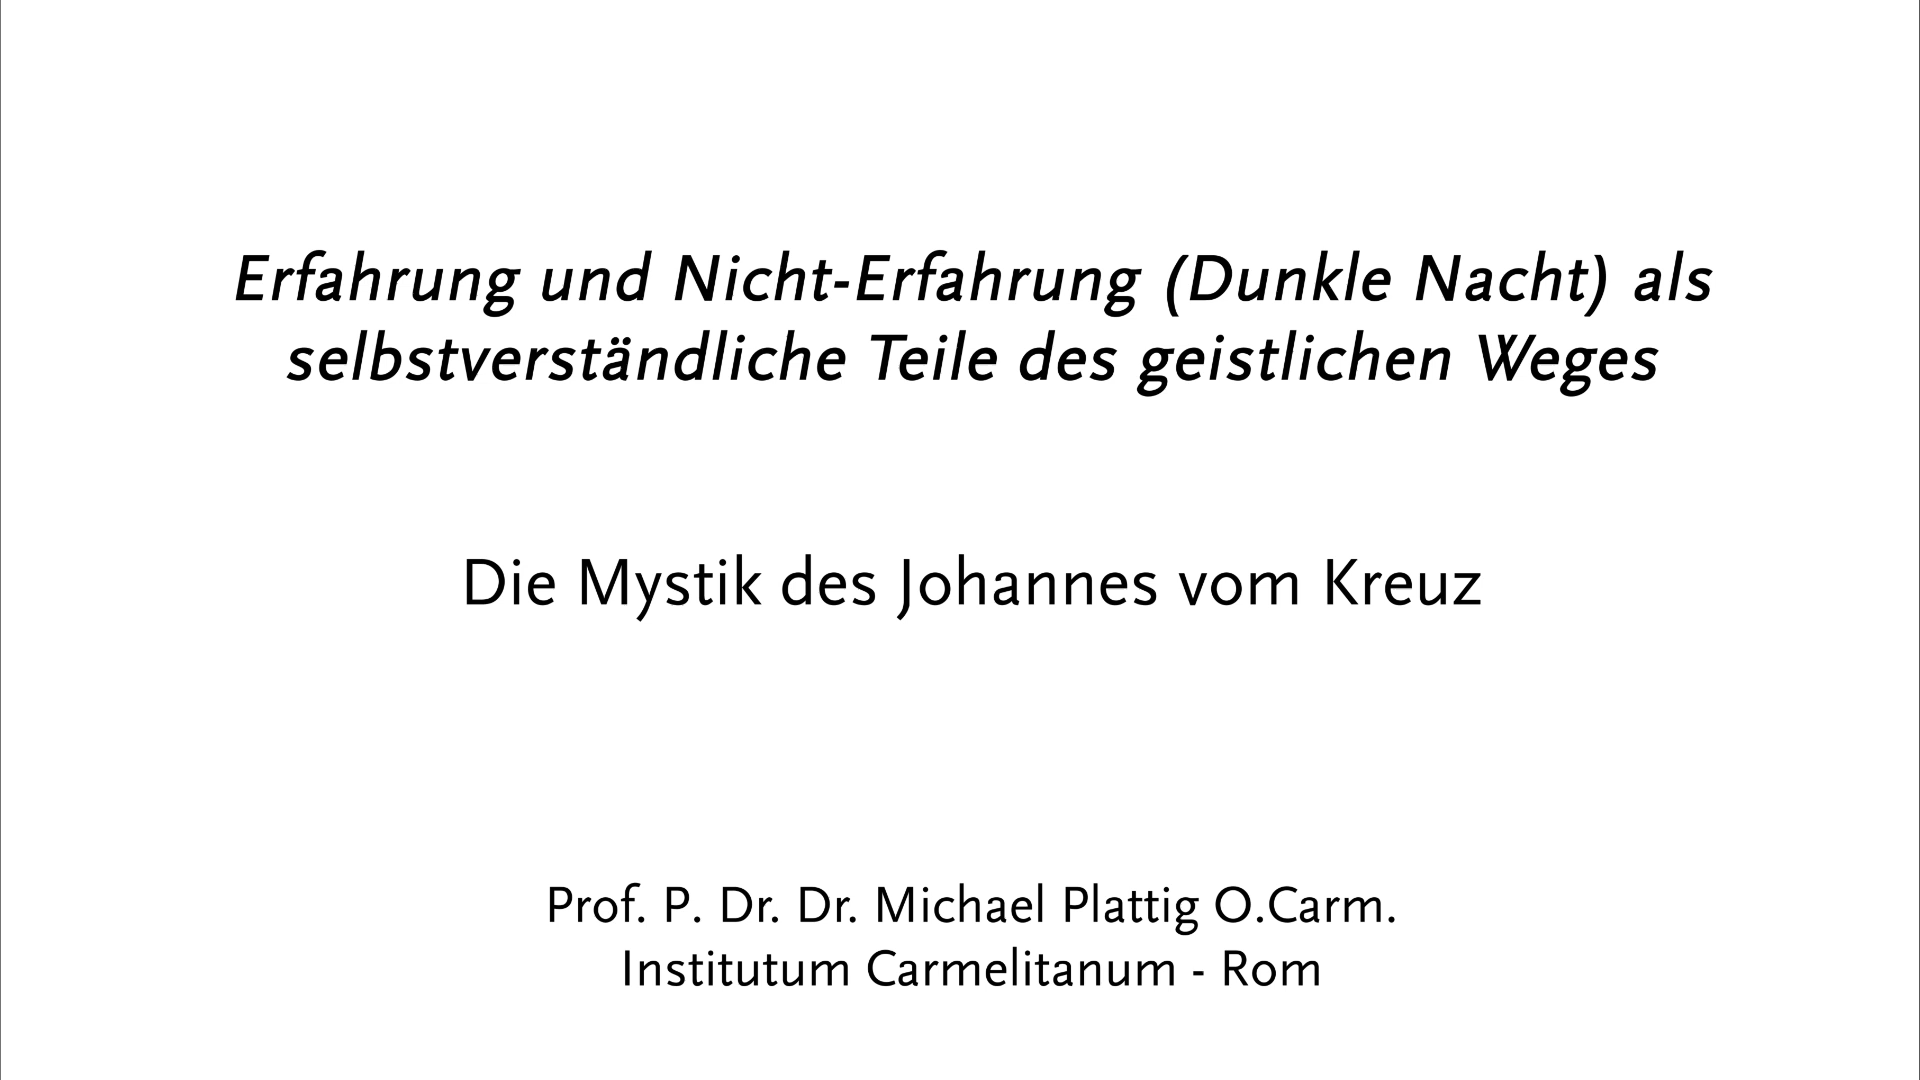 Erfahrung und Nicht-Erfahrung (Dunkle Nacht) als
selbstverständliche Teile des geistlichen Weges
Die Mystik des Johannes vom Kreuz
Prof. P. Dr. Dr. Michael Plattig O.Carm.
Institutum Carmelitanum - Rom